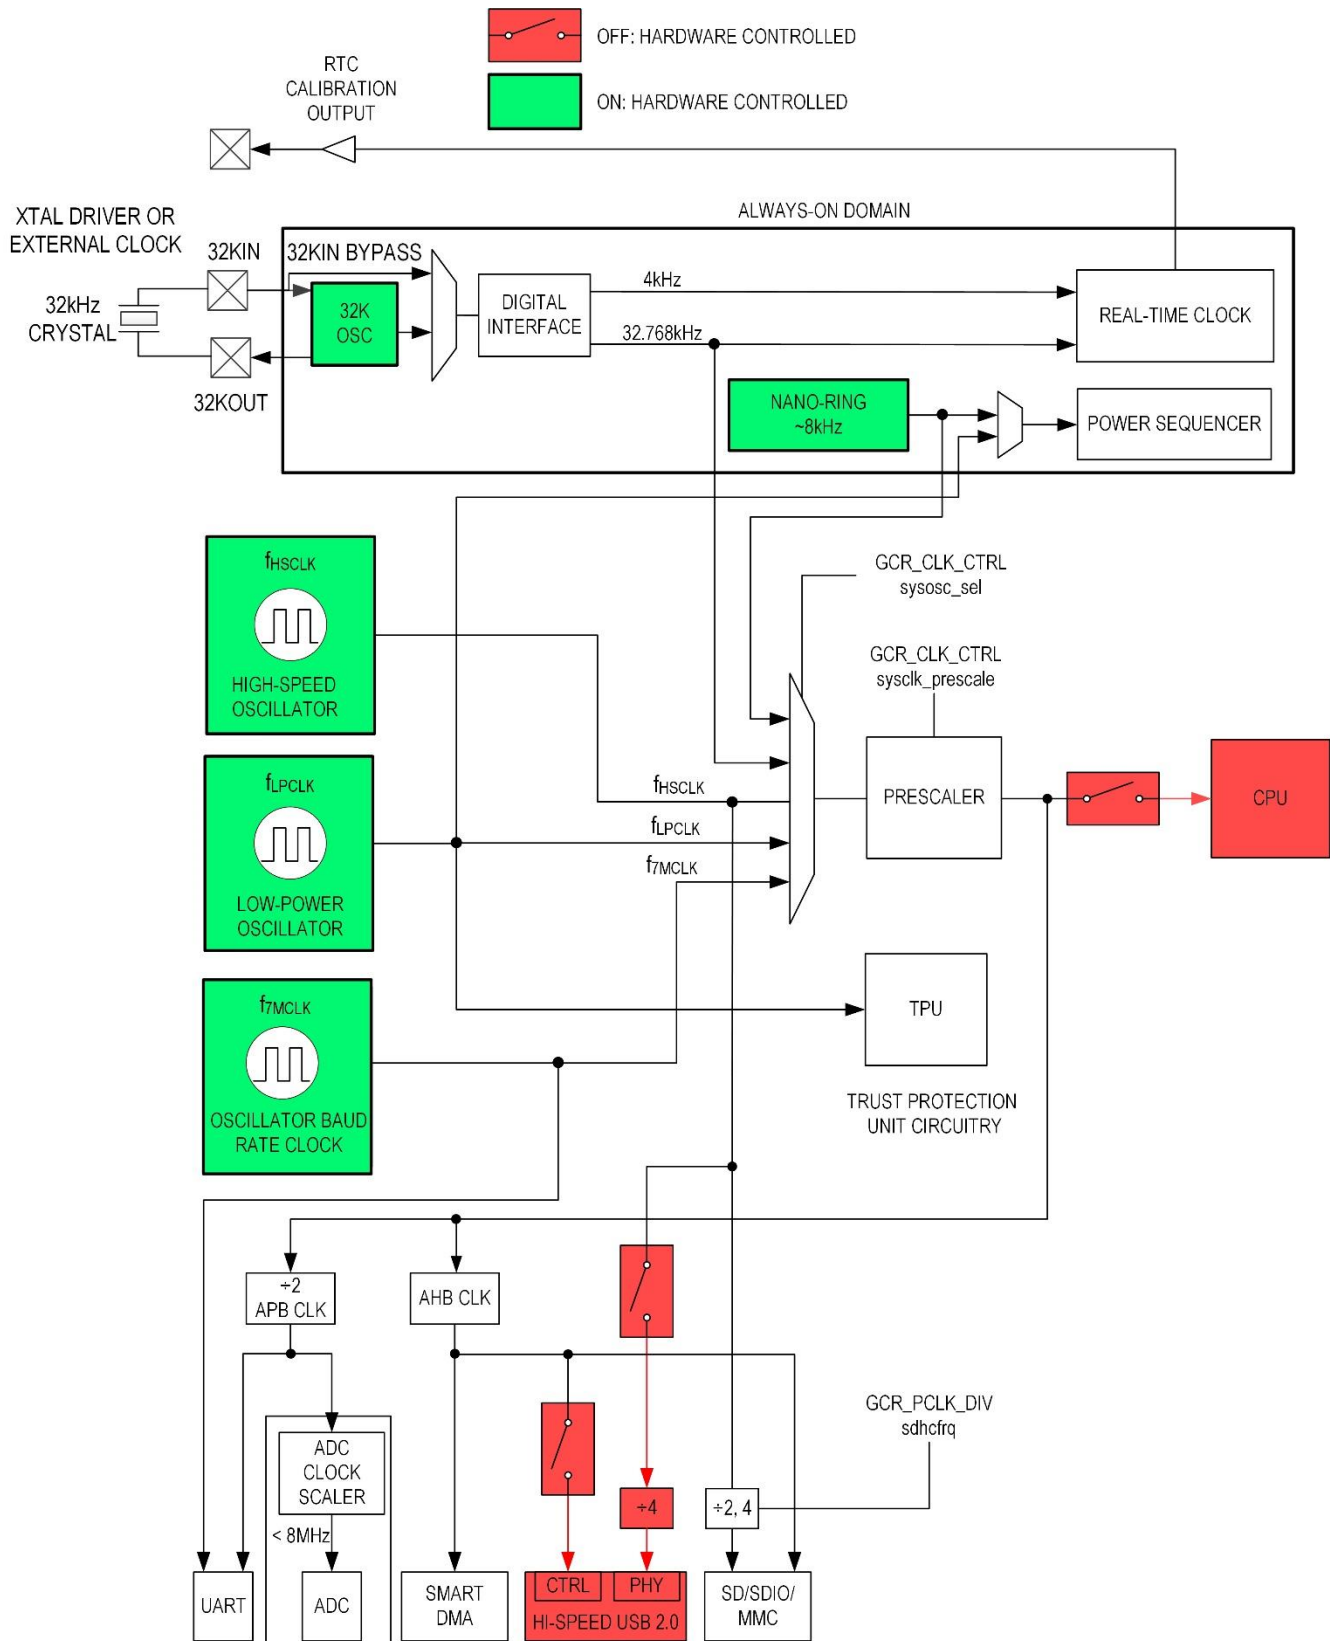 OFF: HARDWARE CONTROLLED
ON: HARDWARE CONTROLLED
RTC
CALIBRATION
OUTPUT
XTAL DRIVER OR
EXTERNAL CLOCK
ALWAYS-ON DOMAIN
32KIN
32KIN BYPASS
32kHz
CRYSTAL
32K
OSC
32KOUT
DIGITAL
INTERFACE
4kHz
32.768kHz
REAL-TIME CLOCK
NANO-RING
~8kHz
POWER SEQUENCER
fHSCLK
HIGH-SPEED
OSCILLATOR
GCR_CLK_CTRL
sysosc_sel
GCR_CLK_CTRL
sysclk_prescale
fLPCLK
LOW-POWER
OSCILLATOR
fHSCLK
fLPCLK
f7MCLK
PRESCALER
CPU
f7MCLK
OSCILLATOR BAUD
RATE CLOCK
TPU
TRUST PROTECTION
UNIT CIRCUITRY
÷2
APB CLK
AHB CLK
GCR_PCLK_DIV
sdhcfrq
ADC
CLOCK
SCALER
< 8MHz
÷4
÷2, 4
UART
ADC
SMART
DMA
CTRL
PHY
HI-SPEED USB 2.0
SD/SDIO/
MMC